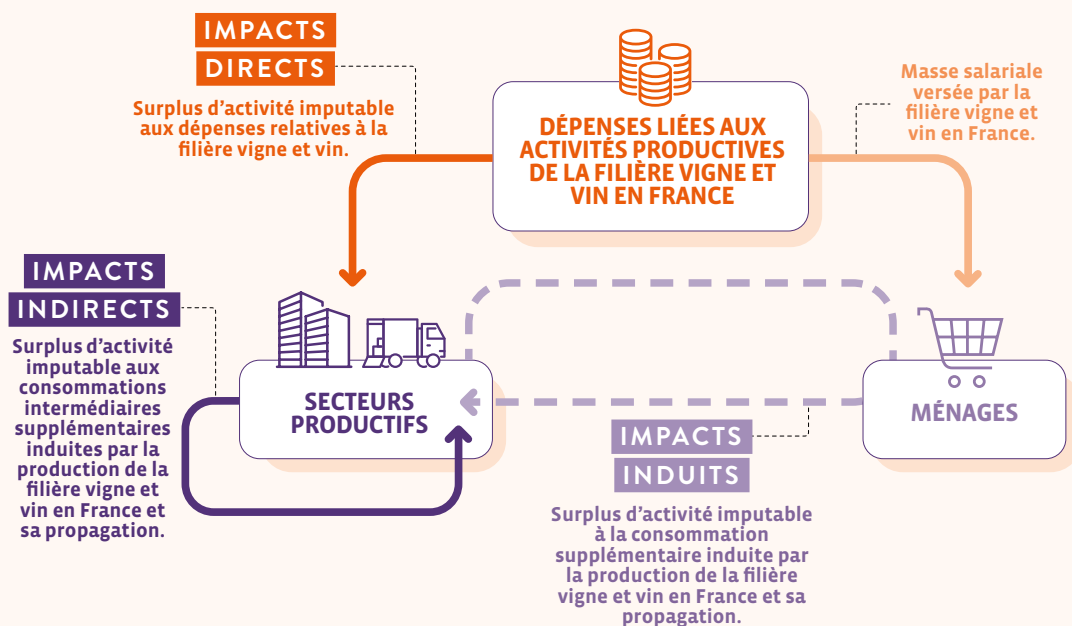 IMPACTS
DIRECTS
Surplus d’activité imputable
aux dépenses relatives à la
filière vigne et vin.
DÉPENSES LIÉES AUX
ACTIVITÉS PRODUCTIVES
DE LA FILIÈRE VIGNE ET
VIN EN FRANCE
Masse salariale
versée par la
filière vigne et
vin en France.
IMPACTS
INDIRECTS
Surplus d’activité
imputable aux
consommations
intermédiaires
supplémentaires
induites par la
production de la
filière vigne et
vin en France et
sa propagation.
SECTEURS
PRODUCTIFS
MÉNAGES
IMPACTS
INDUITS
Surplus d’activité imputable
à la consommation
supplémentaire induite par
la production de la filière
vigne et vin en France et sa
propagation.